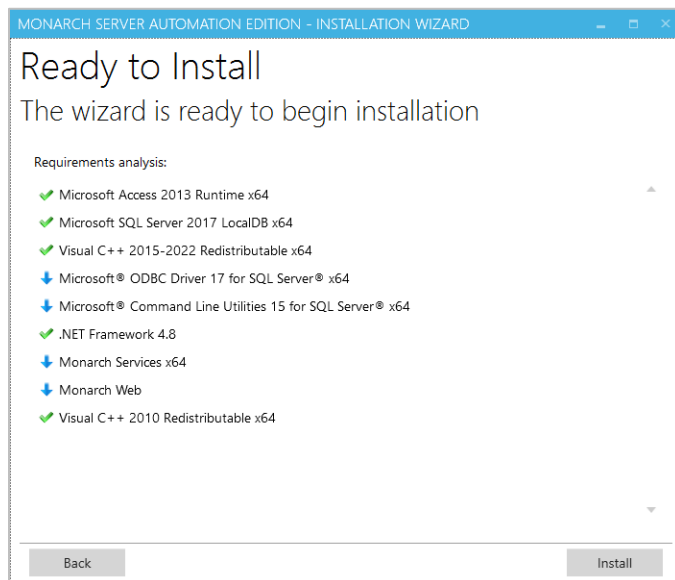 MONARCH SERVER AUTOMATION EDITION - INSTALLATION WIZARD
Ready to Install
The wizard is ready to begin installation
Requirements analysis:
Microsoft Access 2013 Runtime x64
Microsoft SQL Server 2017 LocalDB x64
Visual C++ 2015-2022 Redistributable x64
Microsoft® ODBC Driver 17 for SQL Server® x64
Microsoft® Command Line Utilities 15 for SQL Server® x64
.NET Framework 4.8
Monarch Services x64
Monarch Web
Visual C++ 2010 Redistributable x64
Back
Install